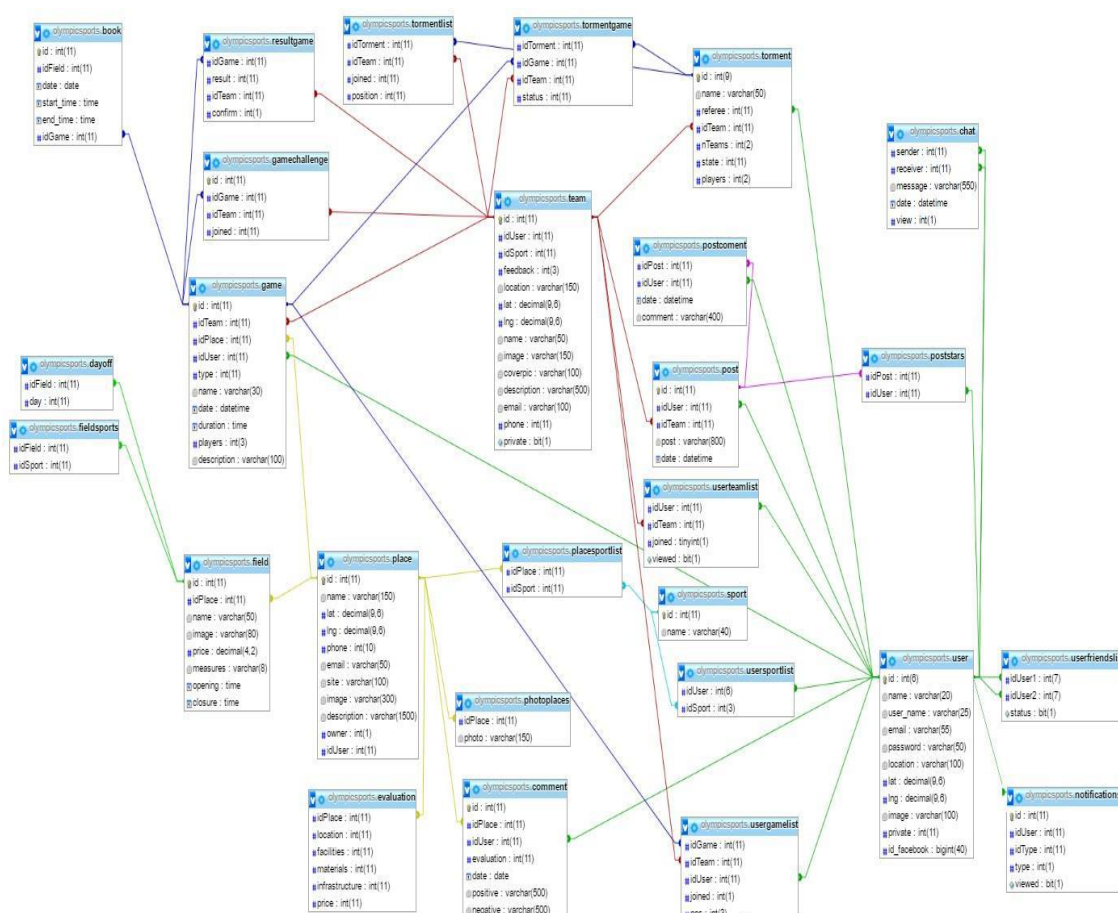 olympicsports.book
id : int(11)
idField : int(11)
date : date
start_time : time
end_time : time
idGame : int(11)
olympicsports.resultgame
idGame : int(11)
result : int(11)
idTeam : int(11)
confirm : int(1)
olympicsports.tormentlist
idTorment : int(11)
idTeam : int(11)
joined : int(11)
position : int(11)
olympicsports.tormentgame
idTorment : int(11)
idGame : int(11)
idTeam : int(11)
status : int(11)
olympicsports.torment
id : int(9)
name : varchar(50)
referee : int(11)
idTeam : int(11)
nTeams : int(2)
state : int(11)
players : int(2)
olympicsports.chat
sender : int(11)
receiver : int(11)
message : varchar(550)
date : datetime
view : int(1)
olympicsports.gamechallenge
id : int(11)
idGame : int(11)
idTeam : int(11)
joined : int(11)
olympicsports.team
id : int(11)
idUser : int(11)
idSport : int(11)
feedback : int(3)
location : varchar(150)
lat : decimal(9,6)
lng : decimal(9,6)
name : varchar(50)
image : varchar(150)
coverpic : varchar(100)
description : varchar(500)
email : varchar(100)
phone : int(11)
private : bit(1)
olympicsports.postcoment
idPost : int(11)
idUser : int(11)
date : datetime
comment : varchar(400)
olympicsports.game
id : int(11)
idTeam : int(11)
idPlace : int(11)
idUser : int(11)
type : int(11)
name : varchar(30)
date : datetime
duration : time
players : int(3)
description : varchar(100)
olympicsports.dayoff
idField : int(11)
day : int(11)
olympicsports.fieldsports
idField : int(11)
idSport : int(11)
olympicsports.post
id : int(11)
idUser : int(11)
idTeam : int(11)
post : varchar(800)
date : datetime
olympicsports.poststars
idPost : int(11)
idUser : int(11)
olympicsports.userteamlist
idUser : int(11)
idTeam : int(11)
joined : tinyint(1)
viewed : bit(1)
olympicsports.field
id : int(11)
idPlace : int(11)
name : varchar(50)
image : varchar(80)
price : decimal(4,2)
measures : varchar(8)
opening : time
closure : time
olympicsports.place
id : int(11)
name : varchar(150)
lat : decimal(9,6)
lng : decimal(9,6)
phone : int(10)
email : varchar(50)
site : varchar(100)
image : varchar(300)
description : varchar(1500)
owner : int(1)
idUser : int(11)
olympicsports.placesportlist
idPlace : int(11)
idSport : int(11)
olympicsports.sport
id : int(11)
name : varchar(40)
olympicsports.usersportlist
idUser : int(6)
idSport : int(3)
olympicsports.user
id : int(6)
name : varchar(20)
user_name : varchar(25)
email : varchar(55)
password : varchar(50)
location : varchar(100)
lat : decimal(9,6)
lng : decimal(9,6)
image : varchar(100)
private : int(11)
id_facebook : bigint(40)
olympicsports.userfriendsli
idUser1 : int(7)
idUser2 : int(7)
status : bit(1)
olympicsports.photoplaces
idPlace : int(11)
photo : varchar(150)
olympicsports.evaluation
idPlace : int(11)
location : int(11)
facilities : int(11)
materials : int(11)
infrastructure : int(11)
price : int(11)
olympicsports.comment
id : int(11)
idPlace : int(11)
idUser : int(11)
evaluation : int(11)
date : date
positive : varchar(500)
negative : varchar(500)
olympicsports.usergamelist
idGame : int(11)
idTeam : int(11)
idUser : int(11)
joined : int(1)
olympicsports.notifications
id : int(11)
idUser : int(11)
idType : int(11)
type : int(1)
viewed : bit(1)